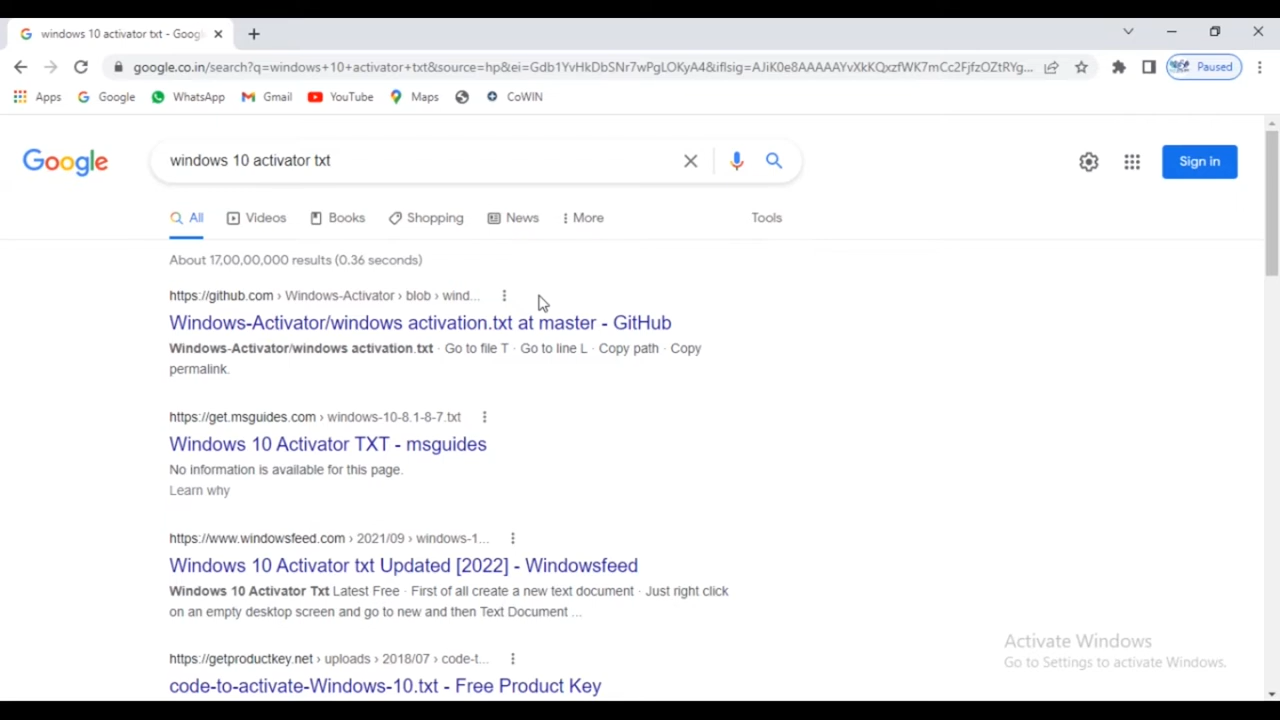 windows 10 activator txt - Goog
google.co.in/search?q=windows+10+activator+txt&source=hp&ei=Gdb1YvHkDbSNr7wPgLOKyA4&iflsig=AJiK0e8AAAAAYvXkKQxzfWK7mCc2FjfzOZtRYg...
Paused
Apps Google WhatsApp Gmail YouTube Maps CoWIN
Google
windows 10 activator txt
Sign in
All Videos Books Shopping News More Tools
About 17,00,00,000 results (0.36 seconds)
https://github.com › Windows-Activator › blob › wind...
Windows-Activator/windows activation.txt at master - GitHub
Windows-Activator/windows activation.txt · Go to file T · Go to line L · Copy path · Copy
permalink.
https://get.msguides.com › windows-10-8.1-8-7.txt
Windows 10 Activator TXT - msguides
No information is available for this page.
Learn why
https://www.windowsfeed.com › 2021/09 › windows-1...
Windows 10 Activator txt Updated [2022] - Windowsfeed
Windows 10 Activator Txt Latest Free · First of all create a new text document · Just right click
on an empty desktop screen and go to new and then Text Document ...
Activate Windows
Go to Settings to activate Windows.
https://getproductkey.net › uploads › 2018/07 › code-t...
code-to-activate-Windows-10.txt - Free Product Key